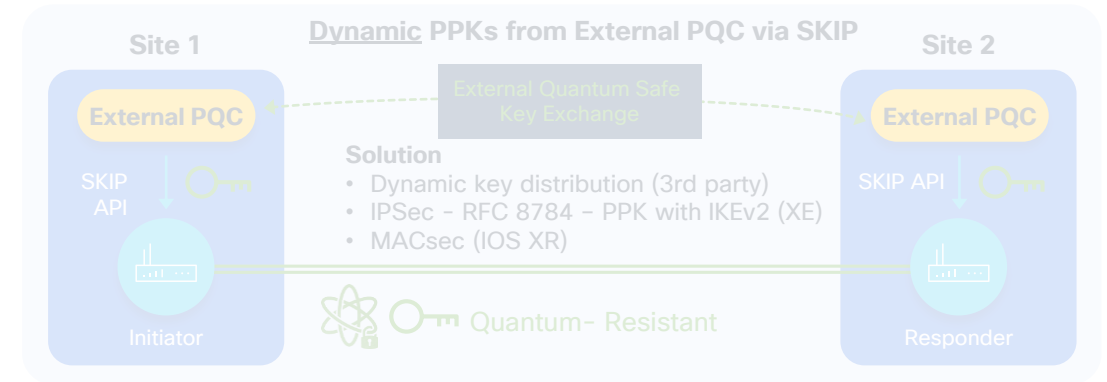 Dynamic PPKs from External PQC via SKIP
Site 1
Site 2
External Quantum Safe
Key Exchange
External PQC
External PQC
Solution
• Dynamic key distribution (3rd party)
• IPSec - RFC 8784 - PPK with IKEv2 (XE)
• MACsec (IOS XR)
SKIP
API
SKIP API
Quantum- Resistant
Initiator
Responder